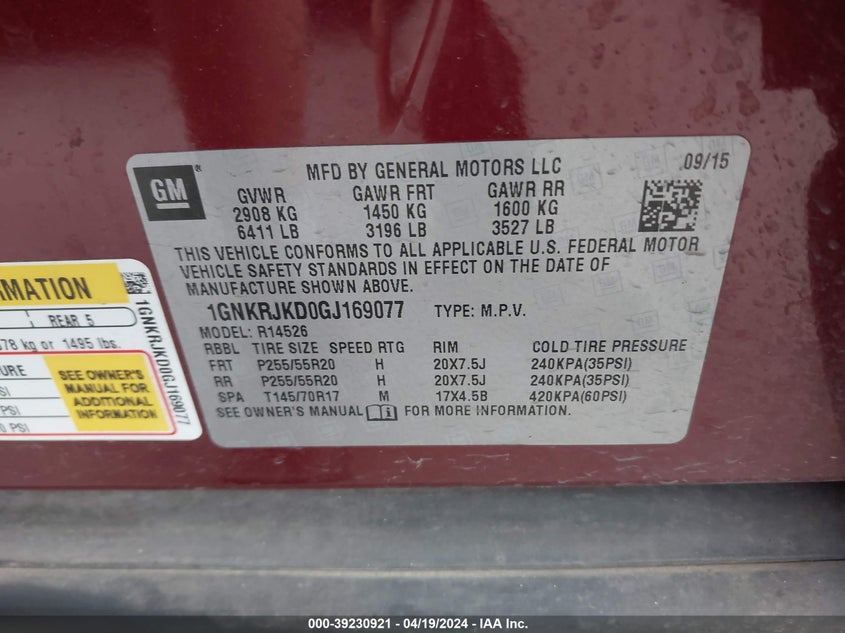 GM
®
MFD BY GENERAL MOTORS LLC 09/15
GVWR GAWR FRT GAWR RR
2908 KG 1450 KG 1600 KG
6411 LB 3196 LB 3527 LB
THIS VEHICLE CONFORMS TO ALL APPLICABLE U.S. FEDERAL MOTOR
VEHICLE SAFETY STANDARDS IN EFFECT ON THE DATE OF
MANUFACTURE SHOWN ABOVE.
1GNKRJKD0GJ169077 TYPE: M.P.V.
MODEL: R14526
RBBL TIRE SIZE SPEED RTG RIM COLD TIRE PRESSURE
FRT P255/55R20 H 20X7.5J 240KPA(35PSI)
RR P255/55R20 H 20X7.5J 240KPA(35PSI)
SPA T145/70R17 M 17X4.5B 420KPA(60PSI)
SEE OWNER'S MANUAL FOR MORE INFORMATION.
REAR 5
kg or 1495 lbs.
SEE OWNER'S
MANUAL FOR
ADDITIONAL
INFORMATION
PSI
1GNKRJKD0GJ169077
000-39230921 - 04/19/2024 - IAA Inc.